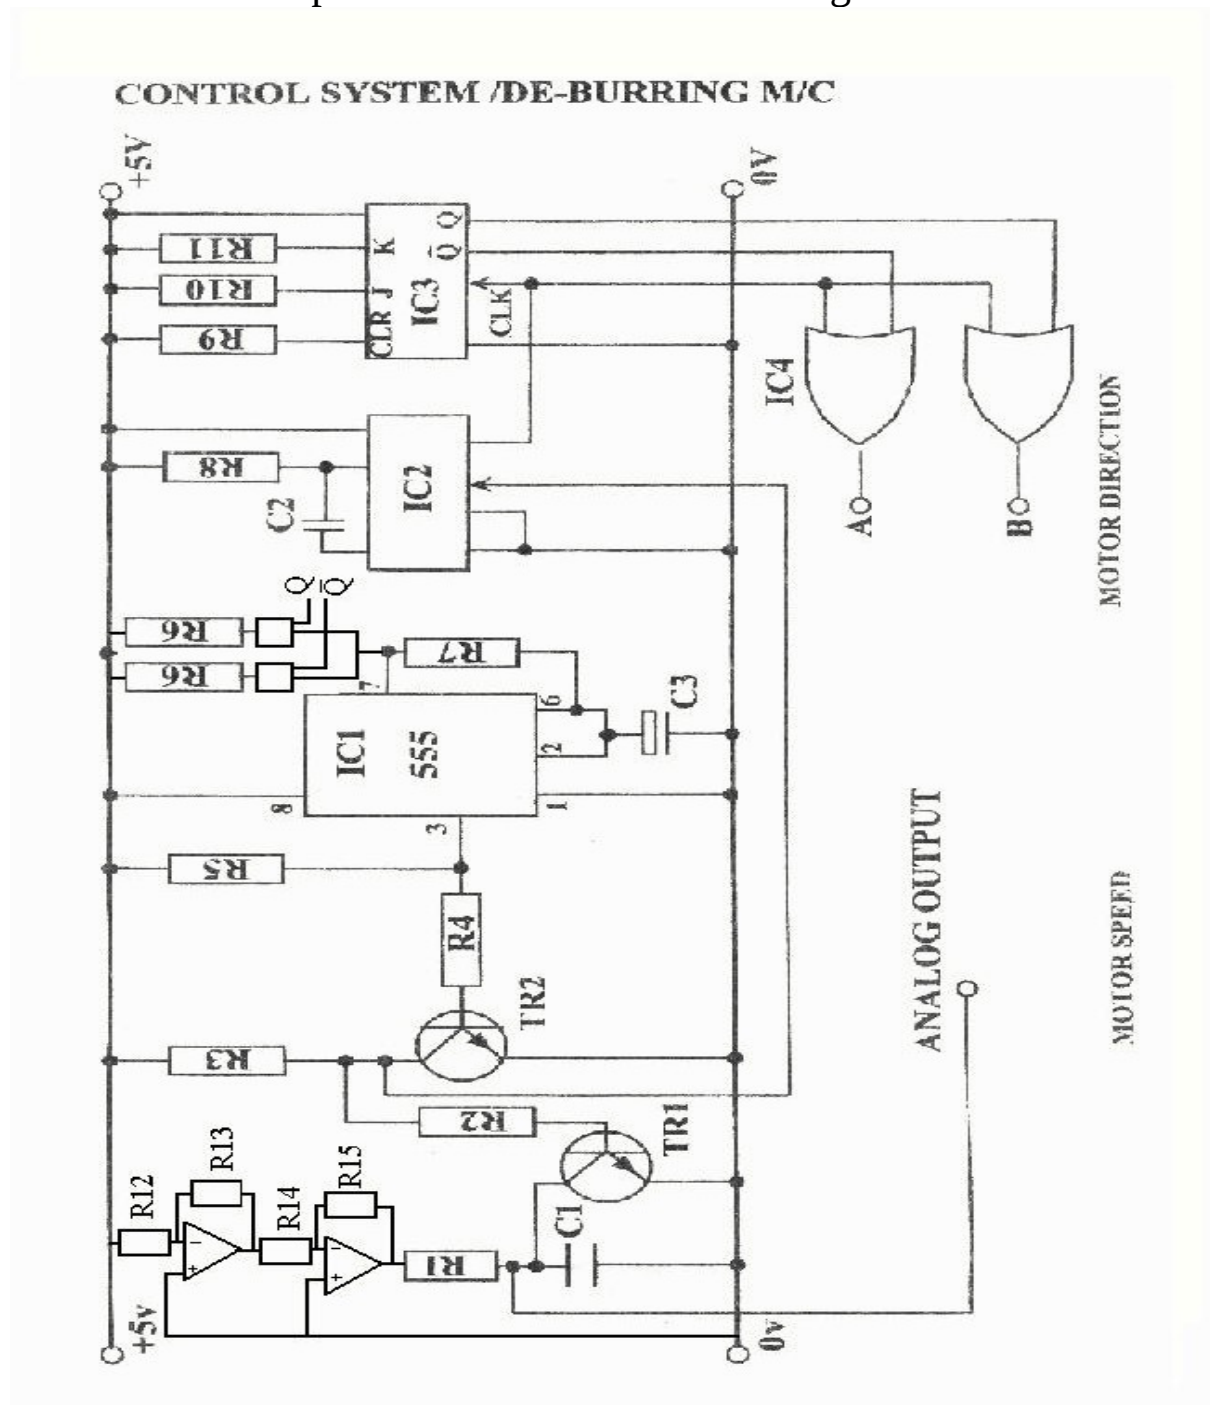 CONTROL SYSTEM /DE-BURRING M/C
+5V
0V
R11
R10
R9
K
J
CLR
IC3
Q
Q̄
CLK
IC4
R8
C2
IC2
A
B
MOTOR DIRECTION
Q
Q̄
R6
R6
R7
7
6
2
IC1
555
8
3
1
C3
R5
R4
TR2
R3
R2
TR1
ANALOG OUTPUT
MOTOR SPEED
R12
R13
R14
R15
-
+
-
+
R1
C1
+5v
0v